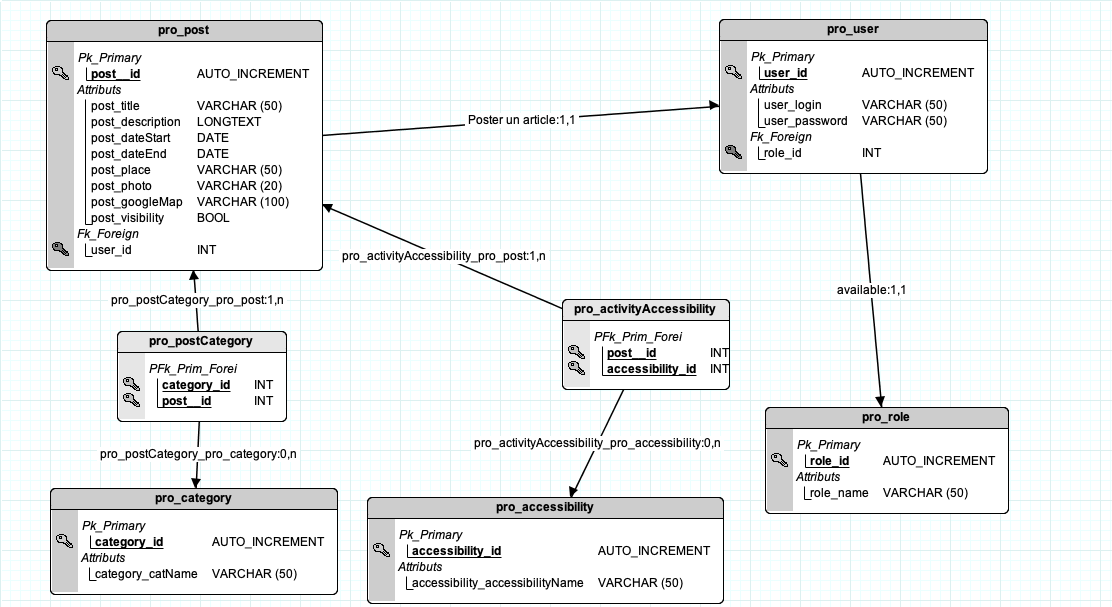 pro_post
Pk_Primary
post__id AUTO_INCREMENT
Attributs
post_title VARCHAR (50)
post_description LONGTEXT
post_dateStart DATE
post_dateEnd DATE
post_place VARCHAR (50)
post_photo VARCHAR (20)
post_googleMap VARCHAR (100)
post_visibility BOOL
Fk_Foreign
user_id INT
Poster un article:1,1
pro_user
Pk_Primary
user_id AUTO_INCREMENT
Attributs
user_login VARCHAR (50)
user_password VARCHAR (50)
Fk_Foreign
role_id INT
pro_activityAccessibility_pro_post:1,n
available:1,1
pro_postCategory_pro_post:1,n
pro_postCategory
PFk_Prim_Forei
category_id INT
post__id INT
pro_activityAccessibility
PFk_Prim_Forei
post__id INT
accessibility_id INT
pro_postCategory_pro_category:0,n
pro_activityAccessibility_pro_accessibility:0,n
pro_category
Pk_Primary
category_id AUTO_INCREMENT
Attributs
category_catName VARCHAR (50)
pro_accessibility
Pk_Primary
accessibility_id AUTO_INCREMENT
Attributs
accessibility_accessibilityName VARCHAR (50)
pro_role
Pk_Primary
role_id AUTO_INCREMENT
Attributs
role_name VARCHAR (50)